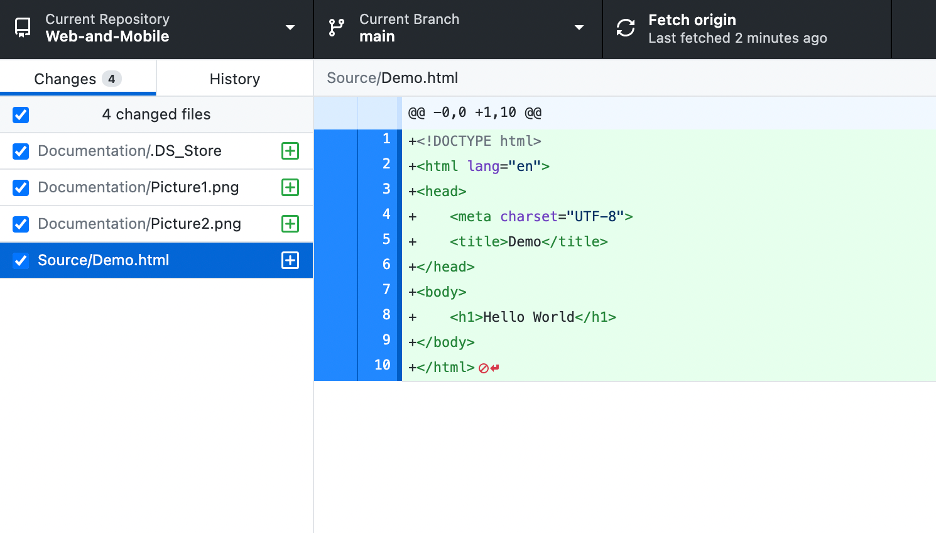 Current Repository
Web-and-Mobile
Current Branch
main
Fetch origin
Last fetched 2 minutes ago
Changes 4
History
4 changed files
Documentation/.DS_Store
Documentation/Picture1.png
Documentation/Picture2.png
Source/Demo.html
Source/Demo.html
@@ -0,0 +1,10 @@
1 +<!DOCTYPE html>
2 +<html lang="en">
3 +<head>
4 +    <meta charset="UTF-8">
5 +    <title>Demo</title>
6 +</head>
7 +<body>
8 +    <h1>Hello World</h1>
9 +</body>
10 +</html>